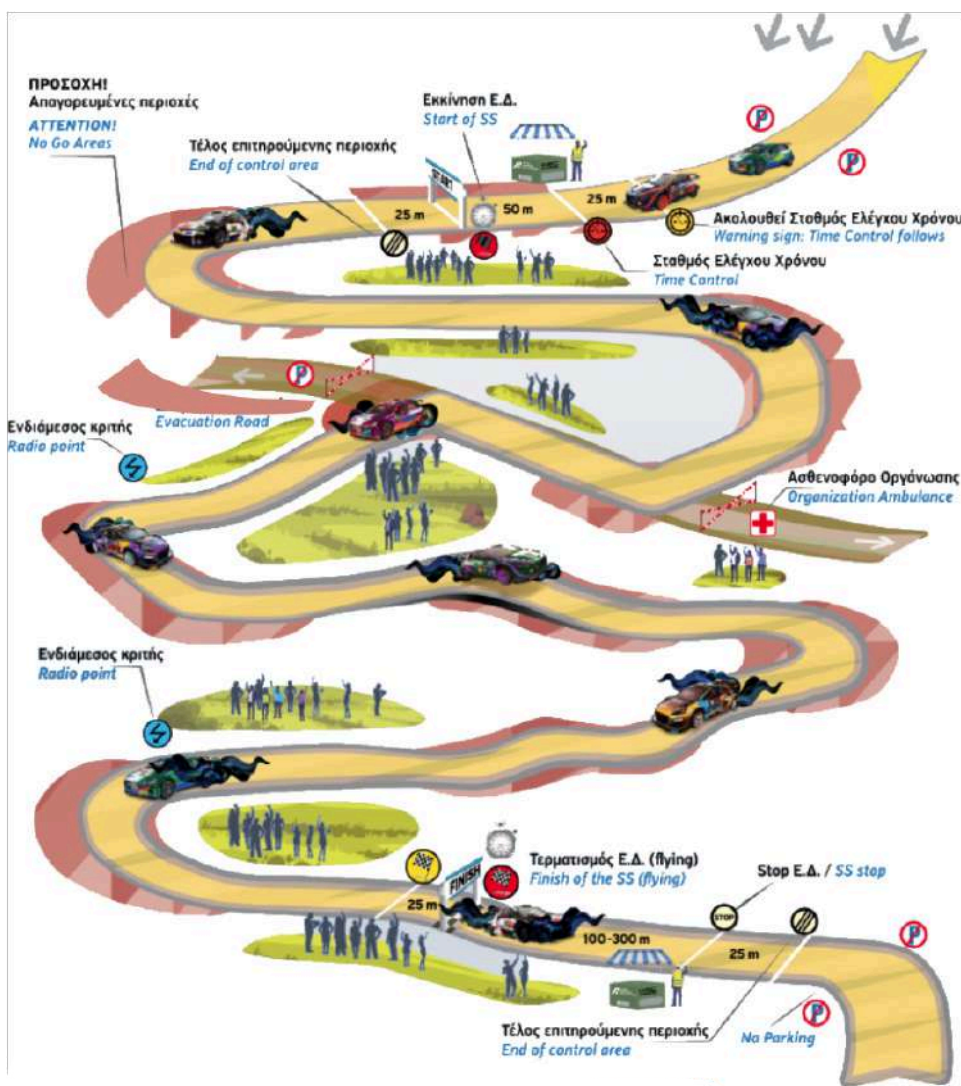 ΠΡΟΣΟΧΗ!
Απαγορευμένες περιοχές
ATTENTION!
No Go Areas
Τέλος επιτηρούμενης περιοχής
End of control area
Εκκίνηση Ε.Δ.
Start of SS
START
25 m
50 m
25 m
Ακολουθεί Σταθμός Ελέγχου Χρόνου
Warning sign: Time Control follows
Σταθμός Ελέγχου Χρόνου
Time Control
P
P
P
Evacuation Road
Ενδιάμεσος κριτής
Radio point
Ασθενοφόρο Οργάνωσης
Organization Ambulance
Ενδιάμεσος κριτής
Radio point
FINISH
25 m
Τερματισμός Ε.Δ. (flying)
Finish of the SS (flying)
Stop Ε.Δ. / SS stop
STOP
100-300 m
25 m
P
P
Τέλος επιτηρούμενης περιοχής
End of control area
No Parking